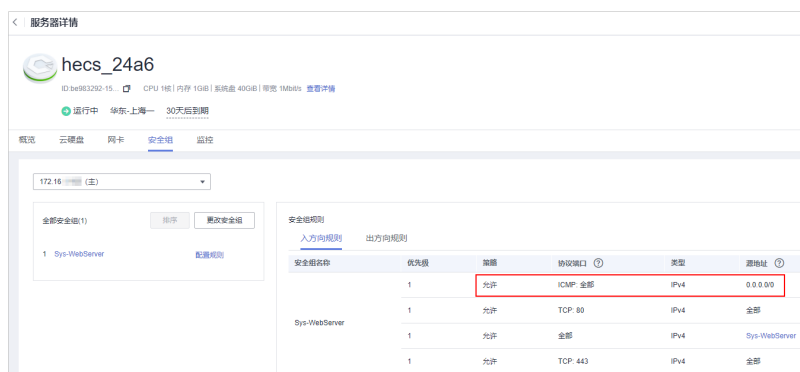 < 服务器详情
hecs_24a6
ID:be983292-15... CPU 1核 | 内存 1GiB | 系统盘 40GiB | 带宽 1Mbit/s 查看详情
运行中 华东-上海一 30天后到期
概览 云硬盘 网卡 安全组 监控
172.16 (主)
全部安全组(1) 排序 更改安全组
1 Sys-WebServer 配置规则
安全组规则
入方向规则 出方向规则
安全组名称 优先级 策略 协议端口 ? 类型 源地址 ?
1 允许 ICMP: 全部 IPv4 0.0.0.0/0
Sys-WebServer
1 允许 TCP: 80 IPv4 全部
1 允许 全部 IPv4 Sys-WebServer
1 允许 TCP: 443 IPv4 全部